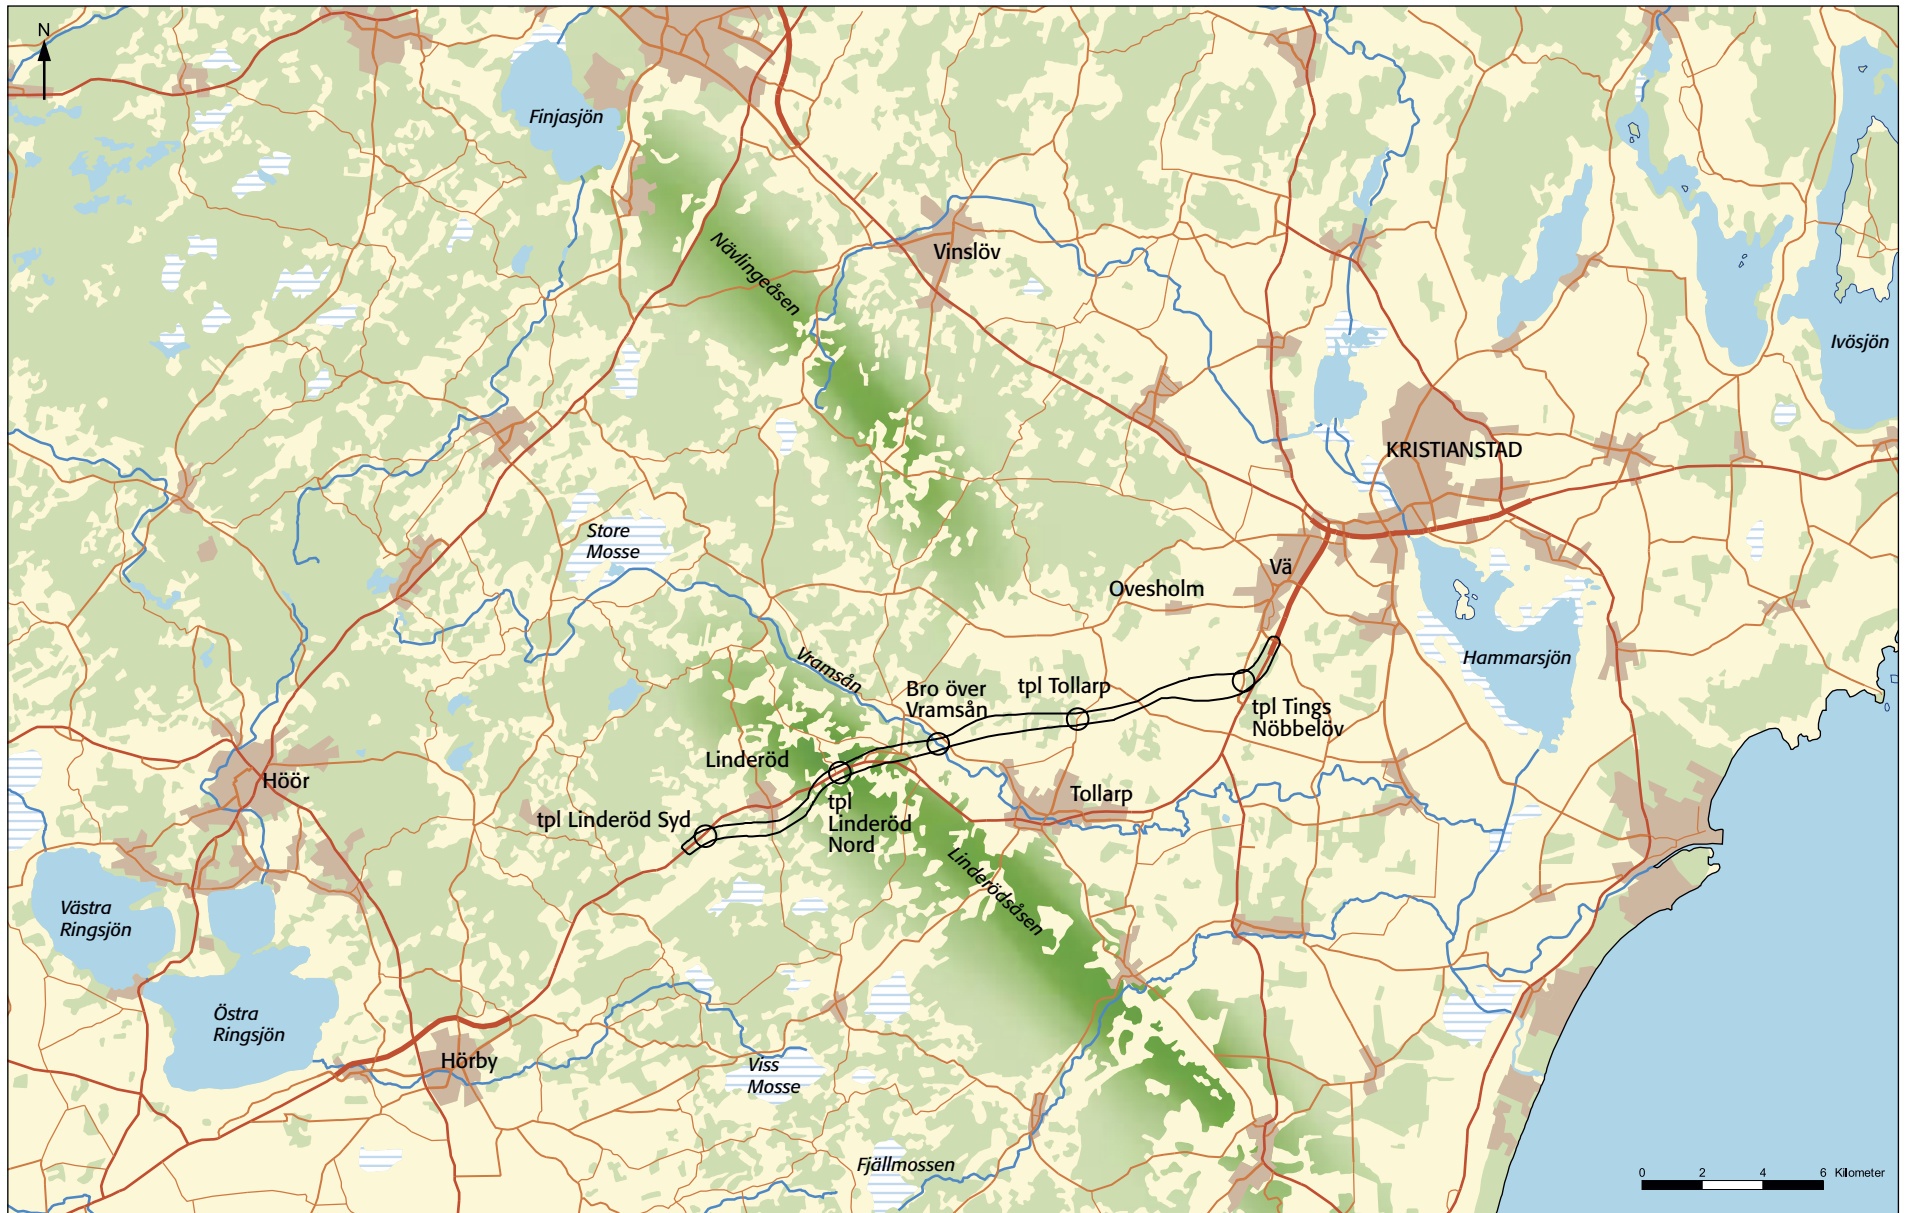 N
Finjasjön
Nävlingeåsen
Vinslöv
Ivösjön
KRISTIANSTAD
Store
Mosse
Vä
Ovesholm
Hammarsjön
Vramsån
Bro över
Vramsån
tpl Tollarp
tpl Tings
Nöbbelöv
Linderöd
Höör
tpl Linderöd Syd
tpl
Linderöd
Nord
Tollarp
Linderödsåsen
Västra
Ringsjön
Östra
Ringsjön
Hörby
Viss
Mosse
Fjällmossen
0 2 4 6 Kilometer